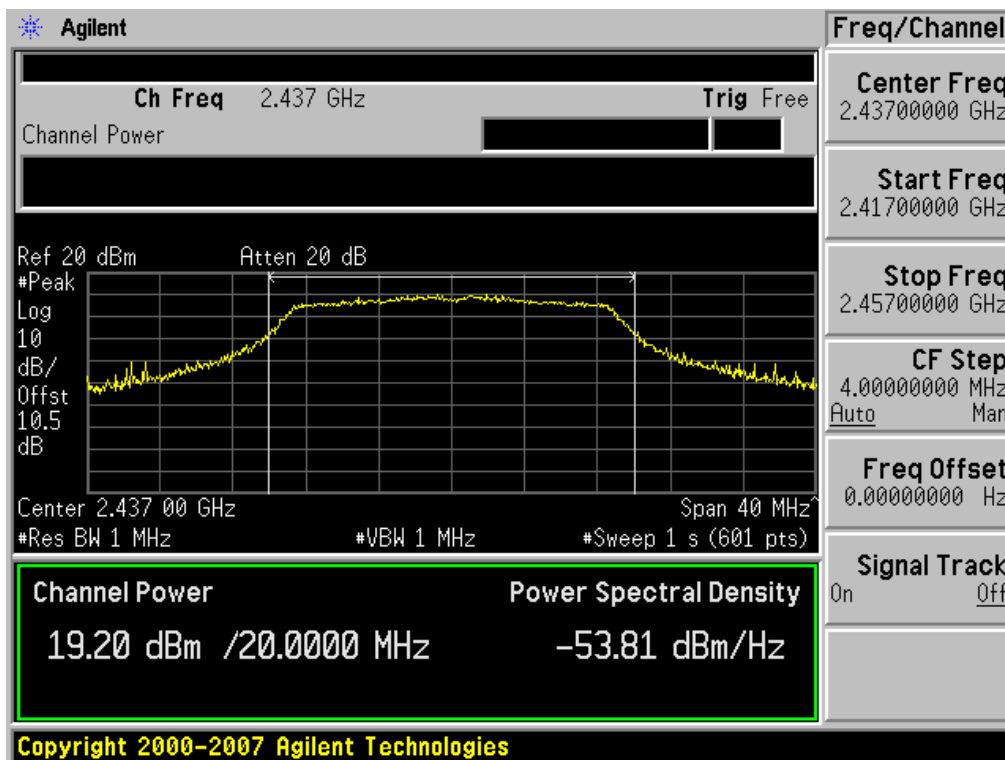 Agilent
Freq/Channel
Ch Freq 2.437 GHz Trig Free
Channel Power
Center Freq
2.43700000 GHz
Start Freq
2.41700000 GHz
Stop Freq
2.45700000 GHz
CF Step
4.00000000 MHz
Auto Man
Freq Offset
0.00000000 Hz
Signal Track
On Off
Ref 20 dBm Atten 20 dB
#Peak
Log
10
dB/
Offst
10.5
dB
Center 2.437 00 GHz Span 40 MHz^
#Res BW 1 MHz #VBW 1 MHz #Sweep 1 s (601 pts)
Channel Power Power Spectral Density
19.20 dBm /20.0000 MHz -53.81 dBm/Hz
Copyright 2000-2007 Agilent Technologies